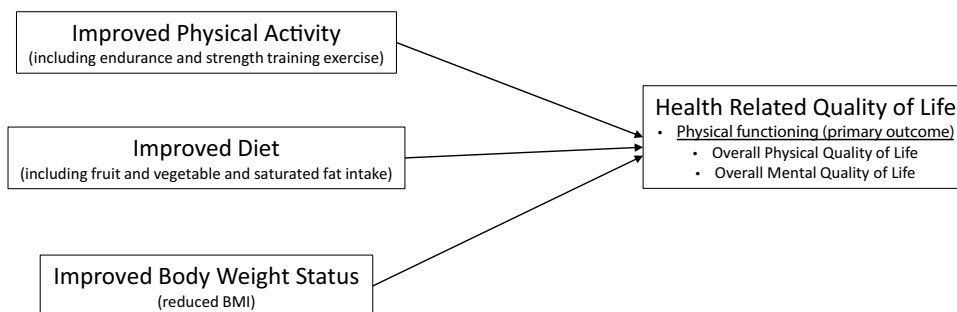 Improved Physical Activity
(including endurance and strength training exercise)
Improved Diet
(including fruit and vegetable and saturated fat intake)
Improved Body Weight Status
(reduced BMI)
Health Related Quality of Life
• Physical functioning (primary outcome)
• Overall Physical Quality of Life
• Overall Mental Quality of Life